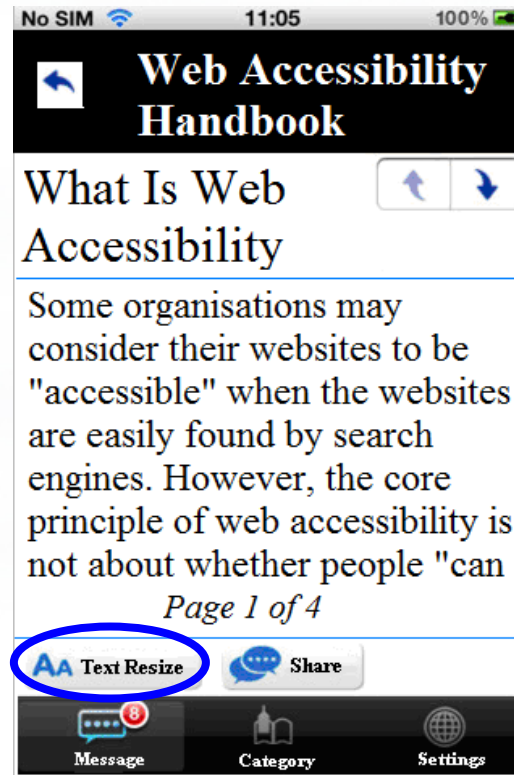 No SIM 11:05 100%
Web Accessibility
Handbook
What Is Web
Accessibility
Some organisations may
consider their websites to be
"accessible" when the websites
are easily found by search
engines. However, the core
principle of web accessibility is
not about whether people "can
Page 1 of 4
AA Text Resize Share
8
Message Category Settings